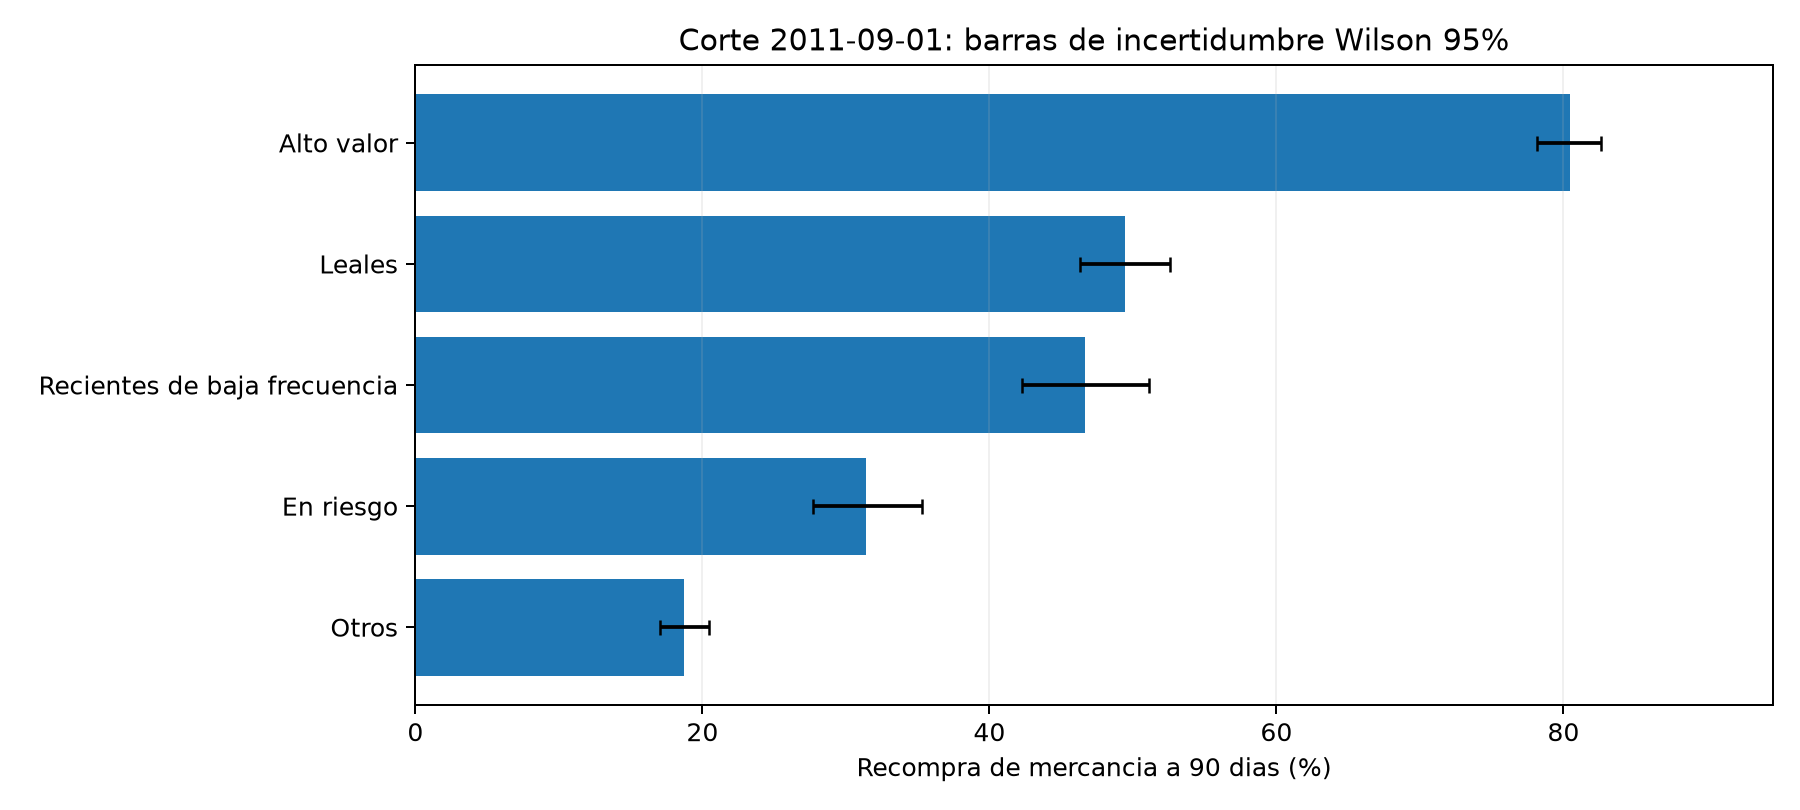 Corte 2011-09-01: barras de incertidumbre Wilson 95%
Alto valor
Leales
Recientes de baja frecuencia
En riesgo
Otros
0 20 40 60 80
Recompra de mercancia a 90 dias (%)